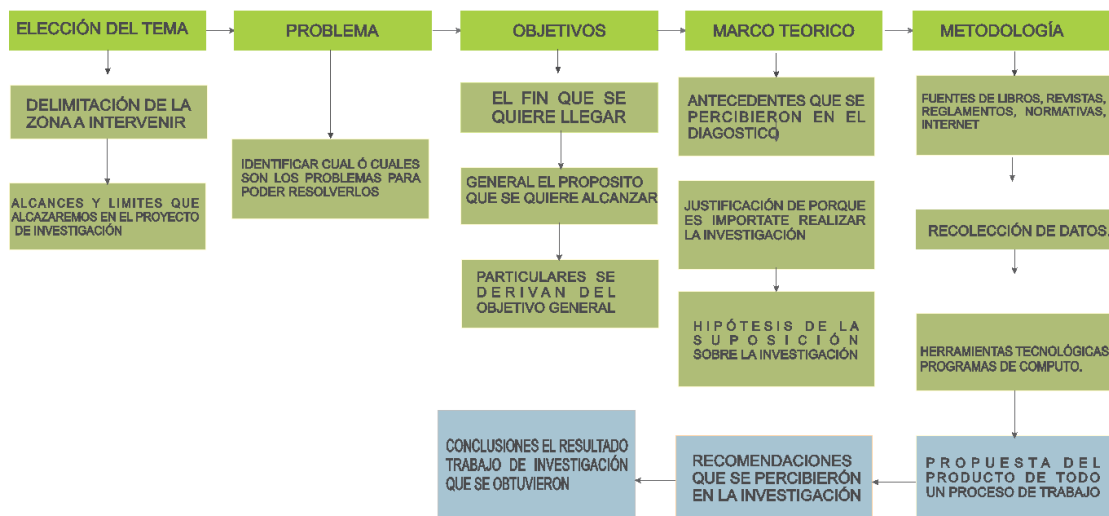 ELECCIÓN DEL TEMA
PROBLEMA
OBJETIVOS
MARCO TEORICO
METODOLOGÍA
DELIMITACIÓN DE LA
ZONA A INTERVENIR
ALCANCES Y LIMITES QUE
ALCAZAREMOS EN EL PROYECTO
DE INVESTIGACIÓN
IDENTIFICAR CUAL Ó CUALES
SON LOS PROBLEMAS PARA
PODER RESOLVERLOS
EL FIN QUE SE
QUIERE LLEGAR
GENERAL EL PROPOSITO
QUE SE QUIERE ALCANZAR
PARTICULARES SE
DERIVAN DEL
OBJETIVO GENERAL
ANTECEDENTES QUE SE
PERCIBIERON EN EL
DIAGOSTICO
JUSTIFICACIÓN DE PORQUE
ES IMPORTATE REALIZAR
LA INVESTIGACIÓN
HIPÓTESIS DE LA
SUPOSICIÓN
SOBRE LA INVESTIGACIÓN
FUENTES DE LIBROS, REVISTAS,
REGLAMENTOS, NORMATIVAS,
INTERNET
RECOLECCIÓN DE DATOS.
HERRAMIENTAS TECNOLÓGICAS
PROGRAMAS DE COMPUTO.
PROPUESTA DEL
PRODUCTO DE TODO
UN PROCESO DE TRABAJO
RECOMENDACIONES
QUE SE PERCIBIERÓN
EN LA INVESTIGACIÓN
CONCLUSIONES EL RESULTADO
TRABAJO DE INVESTIGACIÓN
QUE SE OBTUVIERON